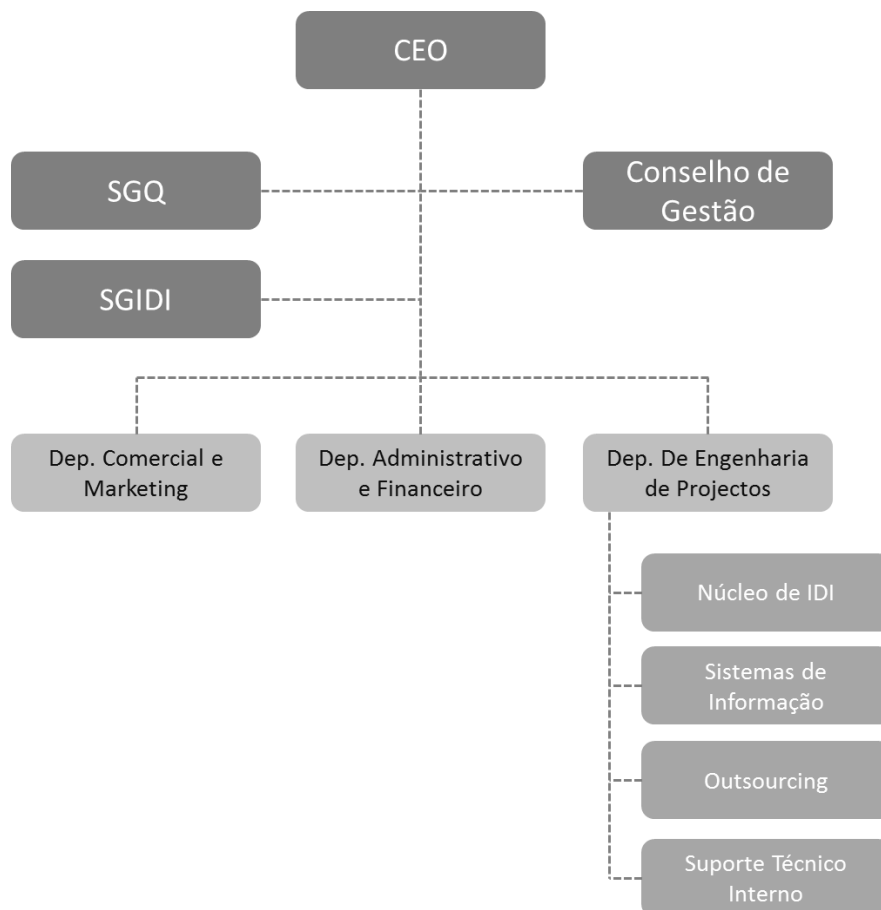 CEO
SGQ
Conselho de
Gestão
SGIDI
Dep. Comercial e
Marketing
Dep. Administrativo
e Financeiro
Dep. De Engenharia
de Projectos
Núcleo de IDI
Sistemas de
Informação
Outsourcing
Suporte Técnico
Interno